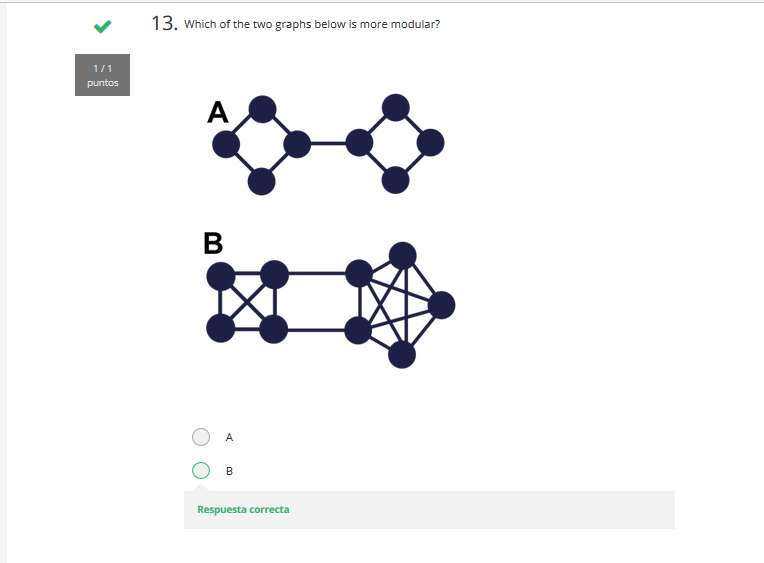 13. Which of the two graphs below is more modular?
1 / 1
puntos
A
B
A
B
Respuesta correcta